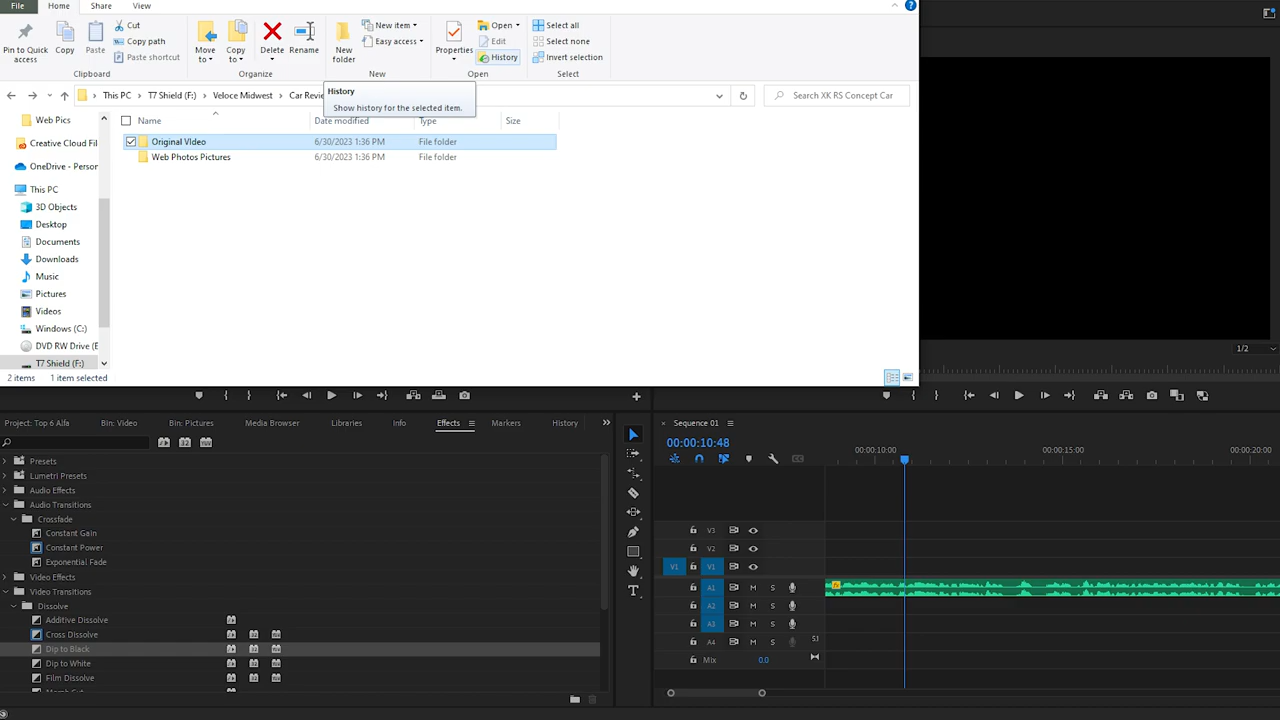 File Home Share View
Pin to Quick access
Copy
Paste
Cut
Copy path
Paste shortcut
Clipboard
Move to
Copy to
Delete
Rename
Organize
New folder
New item
Easy access
New
Properties
Open
Edit
History
Open
Select all
Select none
Invert selection
Select
This PC T7 Shield (F:) Veloce Midwest
Search XK RS Concept Car
History
Show history for the selected item.
Name Date modified Type Size
Original VIdeo 6/30/2023 1:36 PM File folder
Web Photos Pictures 6/30/2023 1:36 PM File folder
Web Pics
Creative Cloud Fil
OneDrive - Person
This PC
3D Objects
Desktop
Documents
Downloads
Music
Pictures
Videos
Windows (C:)
DVD RW Drive (E
T7 Shield (F:)
2 items 1 item selected
1/2
Project: Top 6 Alfa Bin: Video Bin: Pictures Media Browser Libraries Info Effects Markers History
Presets
Lumetri Presets
Audio Effects
Audio Transitions
Crossfade
Constant Gain
Constant Power
Exponential Fade
Video Effects
Video Transitions
Dissolve
Additive Dissolve
Cross Dissolve
Dip to Black
Dip to White
Film Dissolve
Sequence 01
00:00:10:48
00:00:10:00 00:00:15:00 00:00:20:00
V3
V2
V1 V1
A1 M S
A2 M S
A3 M S
A4 M S
Mix 0.0